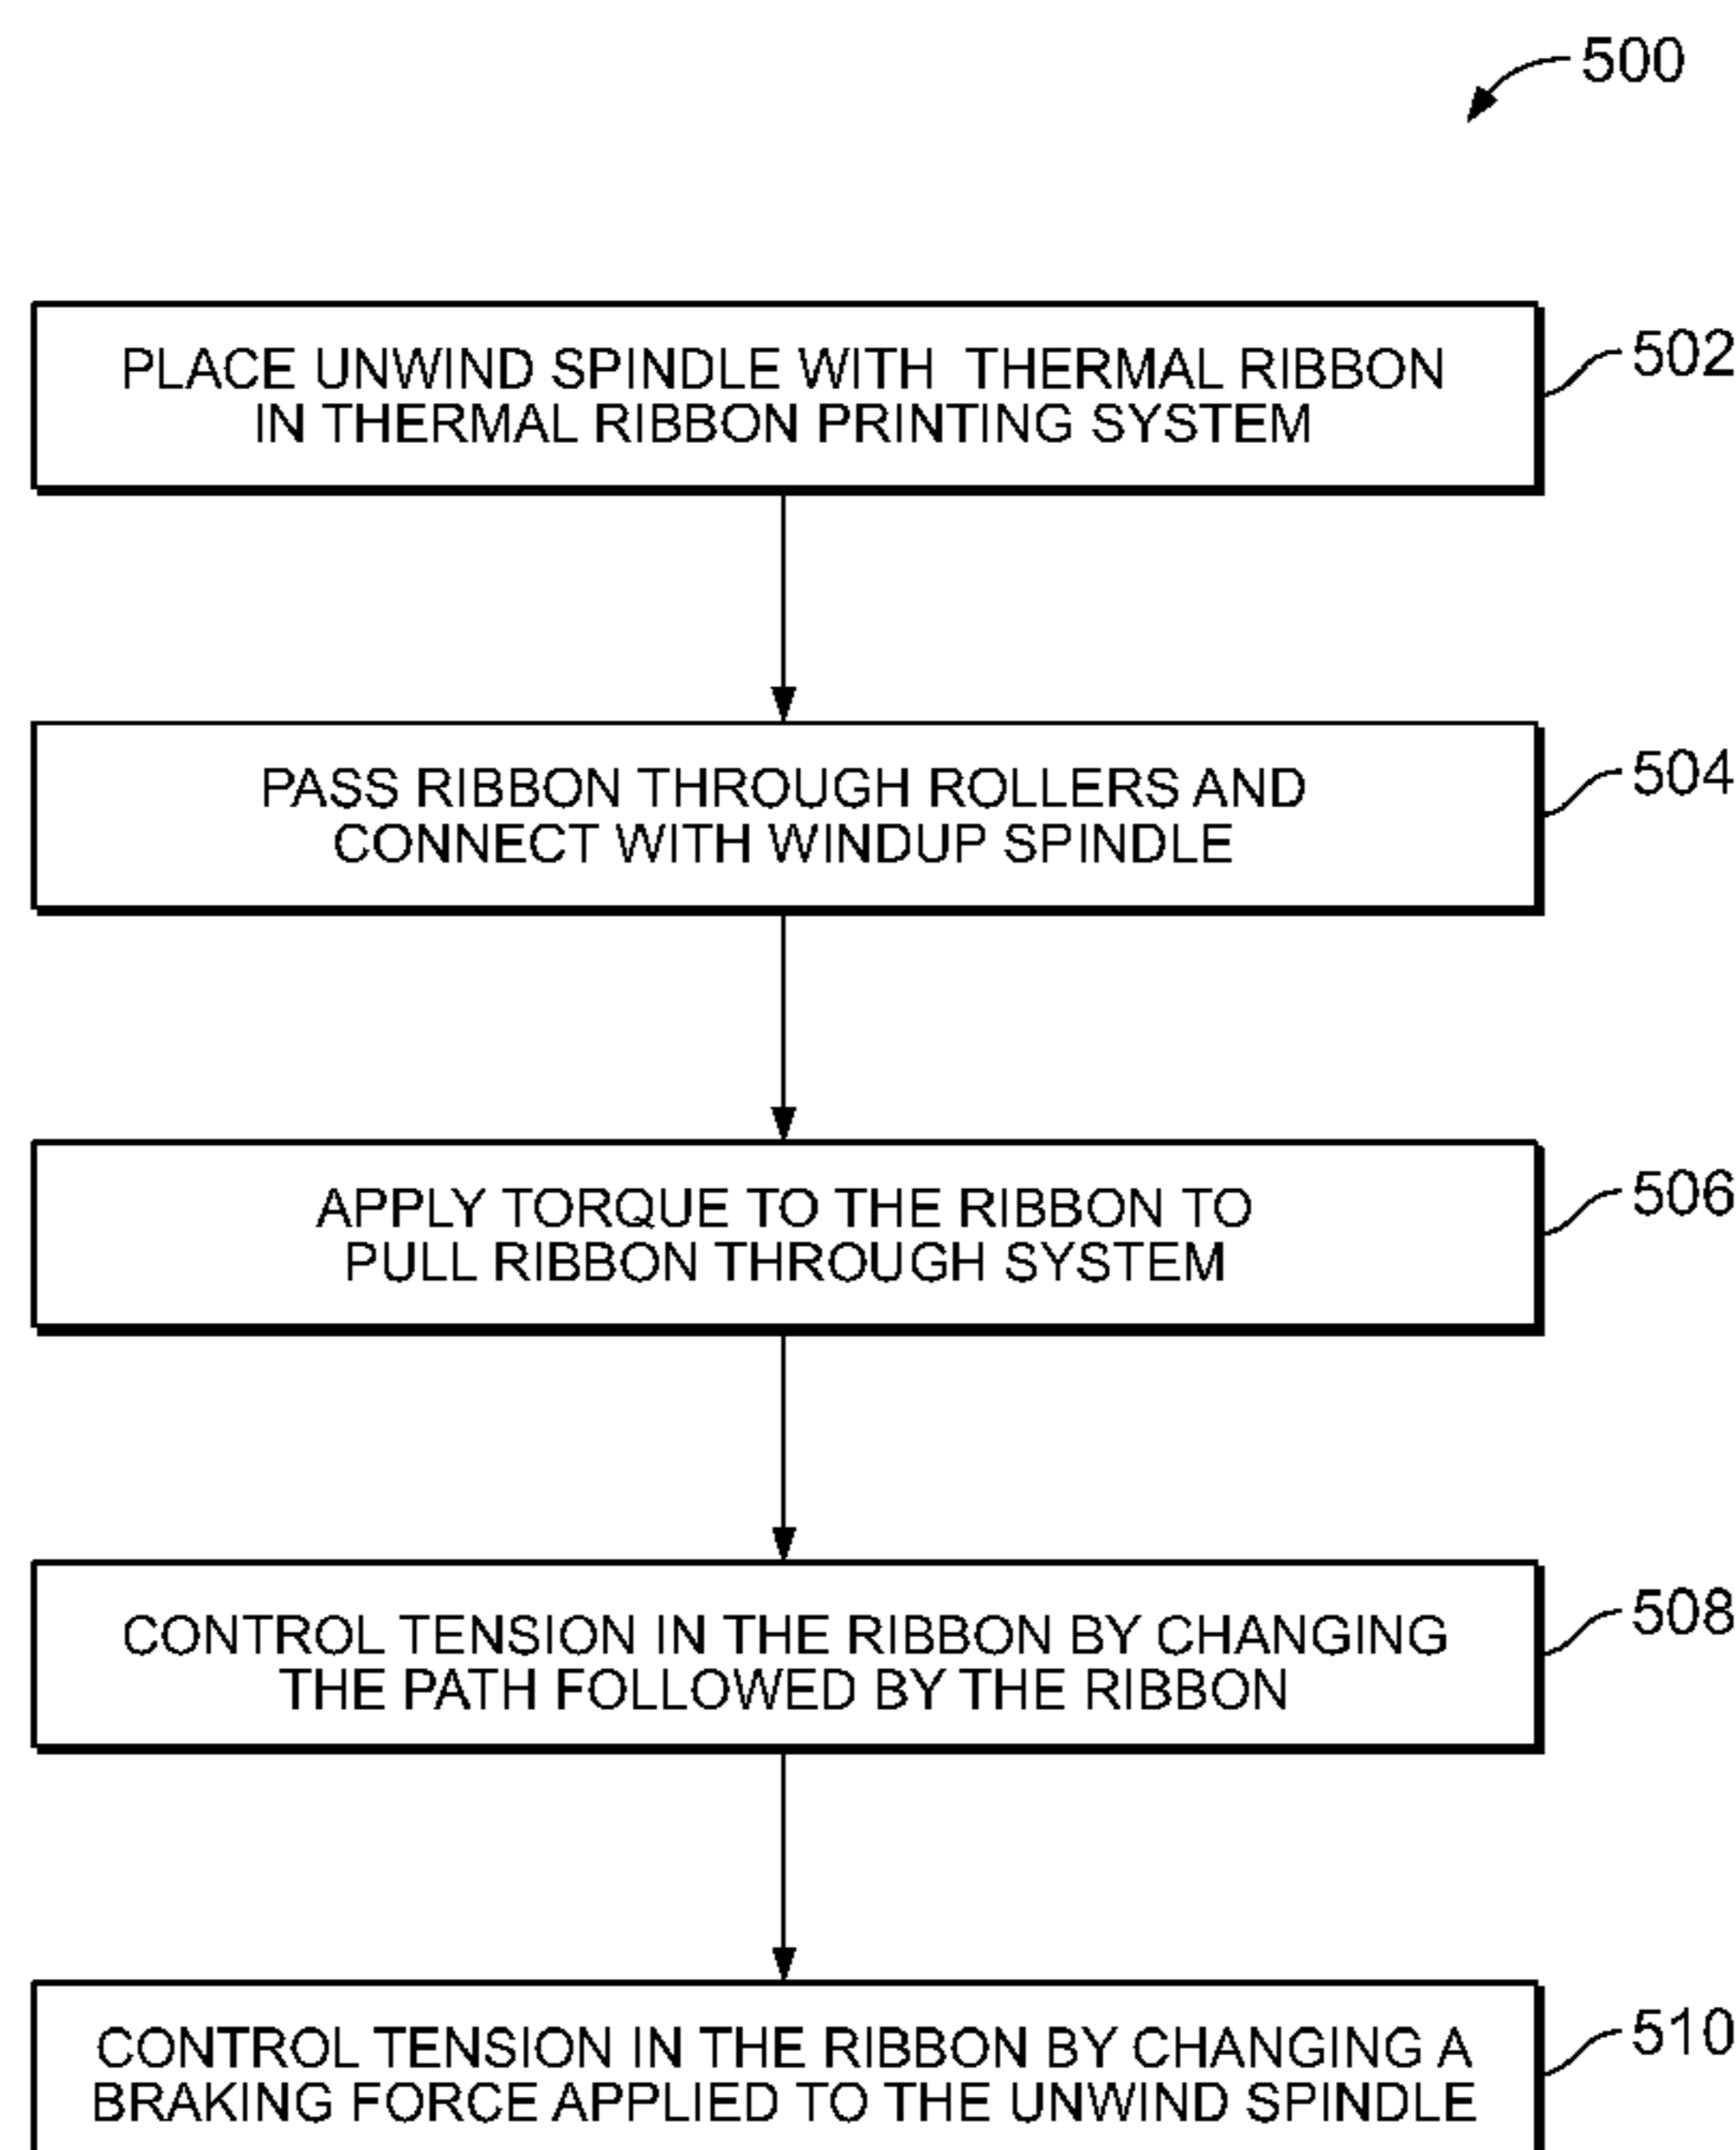 500
PLACE UNWIND SPINDLE WITH THERMAL RIBBON
IN THERMAL RIBBON PRINTING SYSTEM
502
PASS RIBBON THROUGH ROLLERS AND
CONNECT WITH WINDUP SPINDLE
504
APPLY TORQUE TO THE RIBBON TO
PULL RIBBON THROUGH SYSTEM
506
CONTROL TENSION IN THE RIBBON BY CHANGING
THE PATH FOLLOWED BY THE RIBBON
508
CONTROL TENSION IN THE RIBBON BY CHANGING A
BRAKING FORCE APPLIED TO THE UNWIND SPINDLE
510